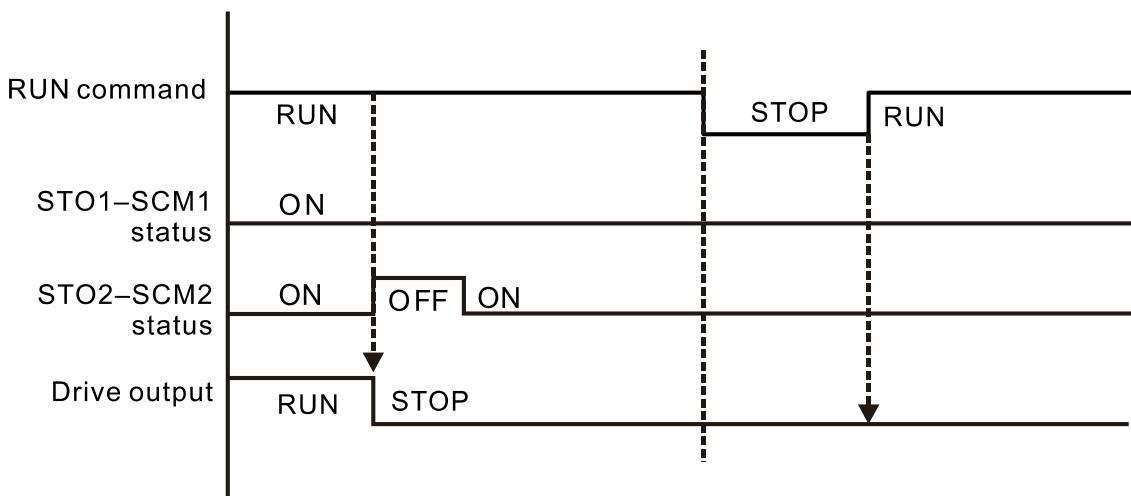 RUN command
RUN
STOP
RUN
STO1–SCM1
status
ON
STO2–SCM2
status
ON
OFF
ON
Drive output
RUN
STOP